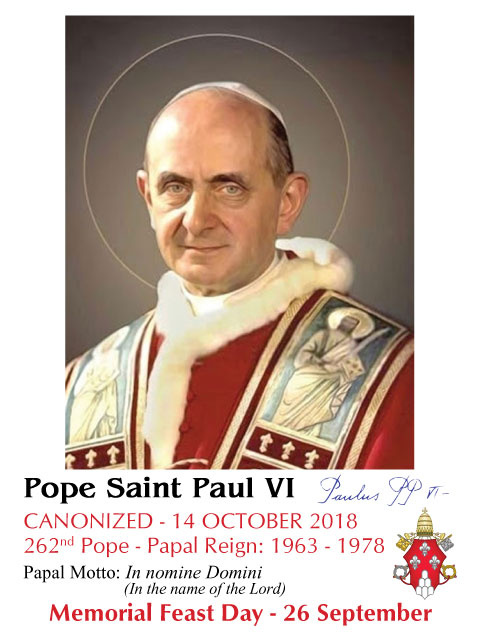 Pope Saint Paul VI Paulus PP VI
CANONIZED - 14 OCTOBER 2018
262nd Pope - Papal Reign: 1963 - 1978
Papal Motto: In nomine Domini
(In the name of the Lord)
Memorial Feast Day - 26 September